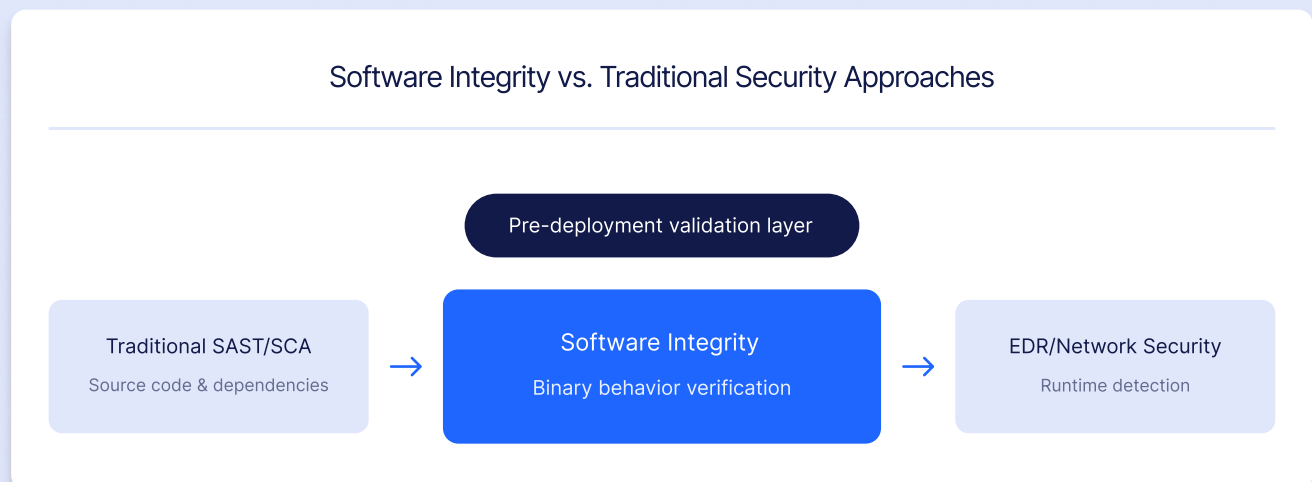 Software Integrity vs. Traditional Security Approaches
Pre-deployment validation layer
Traditional SAST/SCA
Source code & dependencies
Software Integrity
Binary behavior verification
EDR/Network Security
Runtime detection